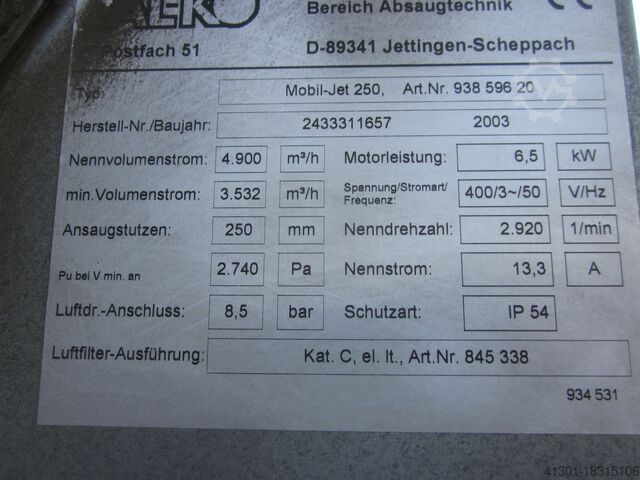 Bereich Absaugtechnik CE
Postfach 51 D-89341 Jettingen-Scheppach
Typ: Mobil-Jet 250, Art.Nr. 938 596 20
Herstell-Nr./Baujahr: 2433311657 2003
Nennvolumenstrom: 4.900 m³/h Motorleistung: 6,5 kW
min.Volumenstrom: 3.532 m³/h Spannung/Stromart/Frequenz: 400/3~/50 V/Hz
Ansaugstutzen: 250 mm Nenndrehzahl: 2.920 1/min
Pu bei V min. an 2.740 Pa Nennstrom: 13,3 A
Luftdr.-Anschluss: 8,5 bar Schutzart: IP 54
Luftfilter-Ausführung: Kat. C, el. lt., Art.Nr. 845 338
934 531
41301-18315106